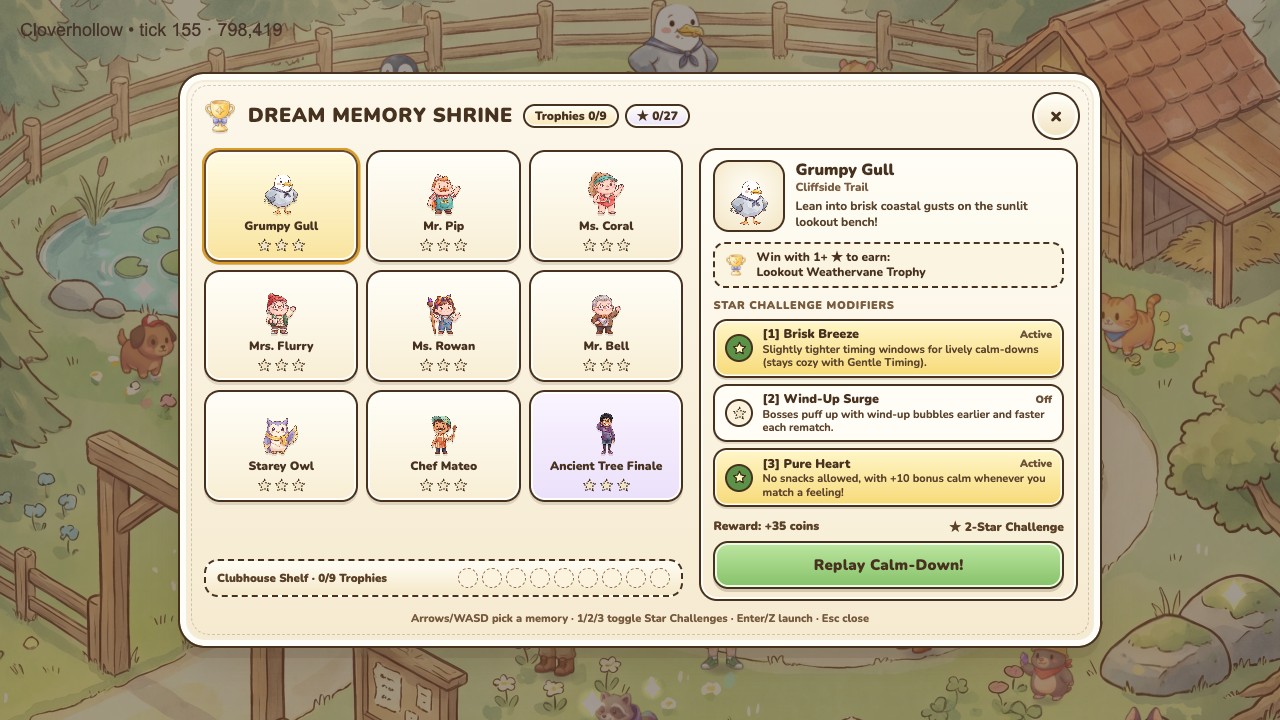 Cloverhollow • tick 155 · 798,419
DREAM MEMORY SHRINE
Trophies 0/9
★ 0/27
×
Grumpy Gull
Mr. Pip
Ms. Coral
Mrs. Flurry
Ms. Rowan
Mr. Bell
Starey Owl
Chef Mateo
Ancient Tree Finale
Clubhouse Shelf · 0/9 Trophies
Grumpy Gull
Cliffside Trail
Lean into brisk coastal gusts on the sunlit
lookout bench!
Win with 1+ ★ to earn:
Lookout Weathervane Trophy
STAR CHALLENGE MODIFIERS
[1] Brisk Breeze
Active
Slightly tighter timing windows for lively calm-downs
(stays cozy with Gentle Timing).
[2] Wind-Up Surge
Off
Bosses puff up with wind-up bubbles earlier and faster
each rematch.
[3] Pure Heart
Active
No snacks allowed, with +10 bonus calm whenever you
match a feeling!
Reward: +35 coins
★ 2-Star Challenge
Replay Calm-Down!
Arrows/WASD pick a memory · 1/2/3 toggle Star Challenges · Enter/Z launch · Esc close